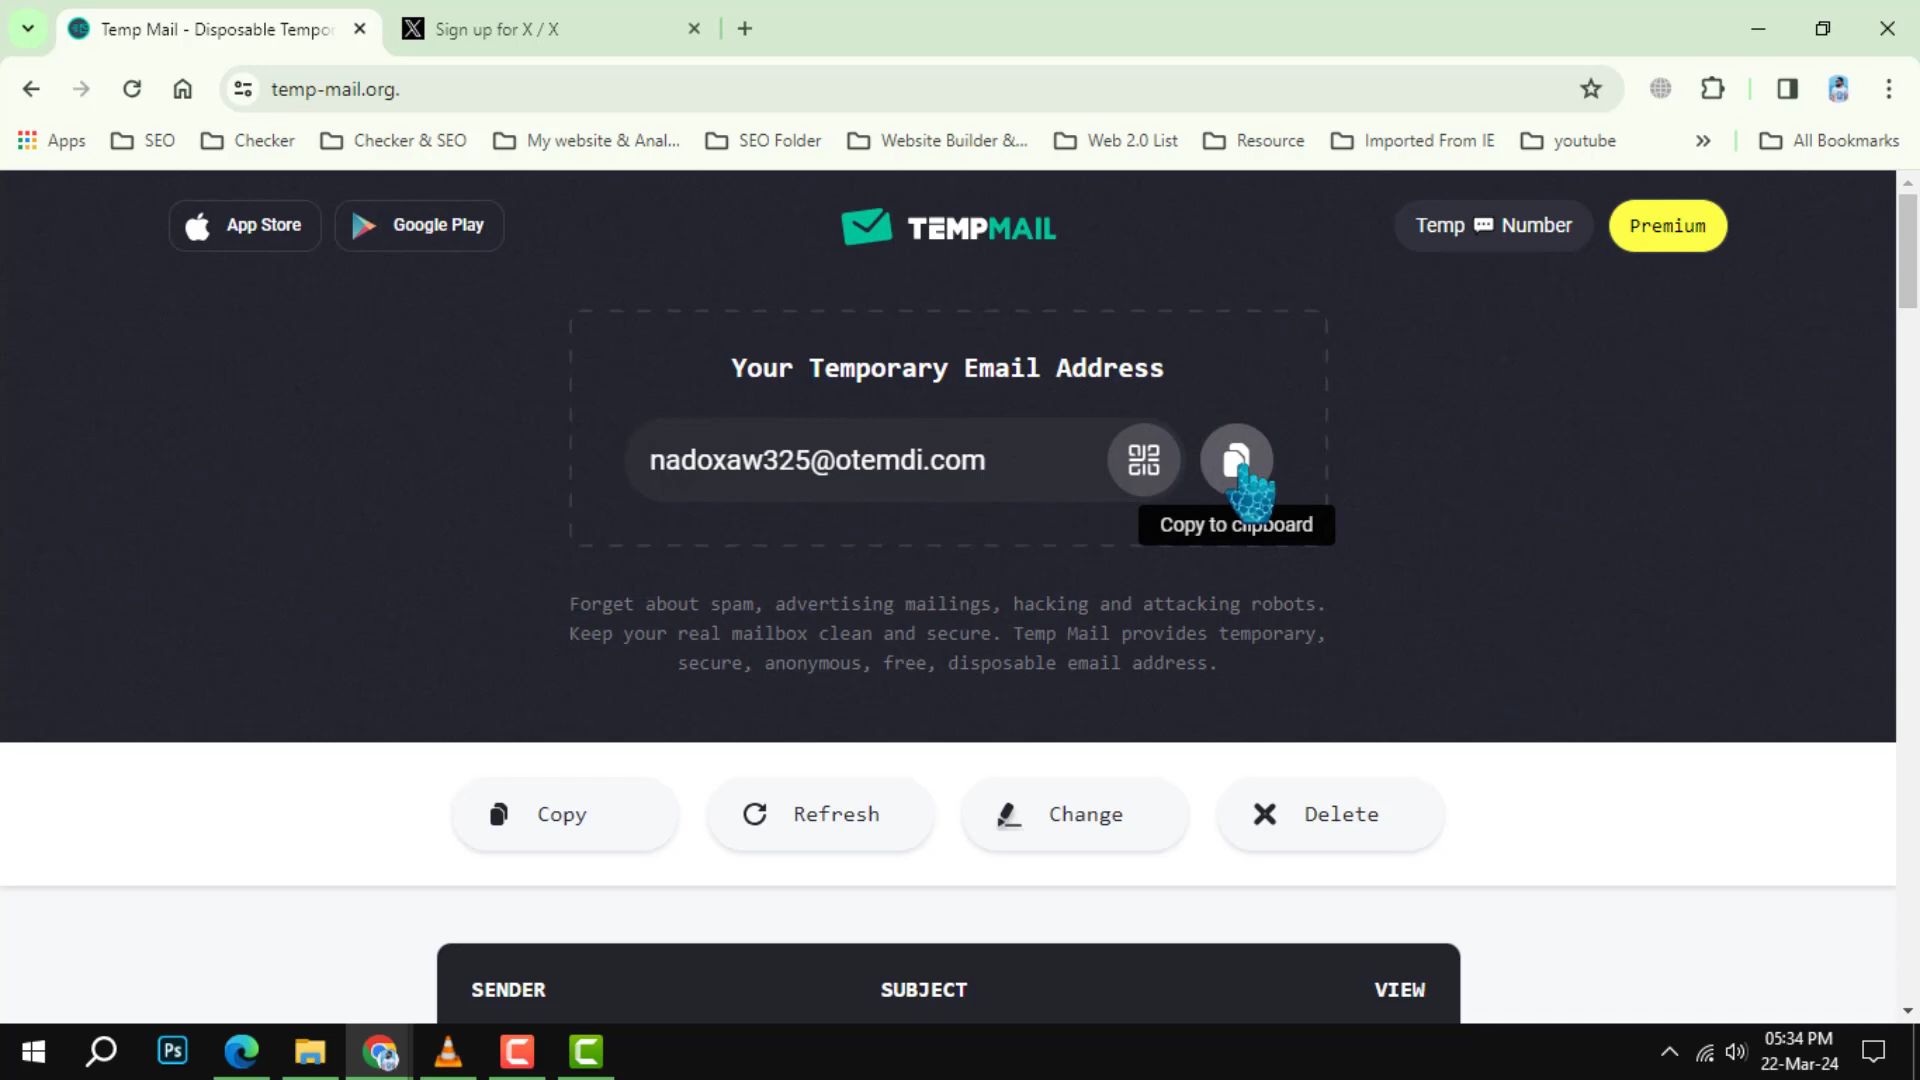 Temp Mail - Disposable Tempo
Sign up for X / X
temp-mail.org.
Apps
SEO
Checker
Checker & SEO
My website & Anal...
SEO Folder
Website Builder &...
Web 2.0 List
Resource
Imported From IE
youtube
All Bookmarks
App Store
Google Play
TEMPMAIL
Temp Number
Premium
Your Temporary Email Address
nadoxaw325@otemdi.com
Copy to clipboard
Forget about spam, advertising mailings, hacking and attacking robots.
Keep your real mailbox clean and secure. Temp Mail provides temporary,
secure, anonymous, free, disposable email address.
Copy
Refresh
Change
Delete
SENDER
SUBJECT
VIEW
Ps
05:34 PM
22-Mar-24